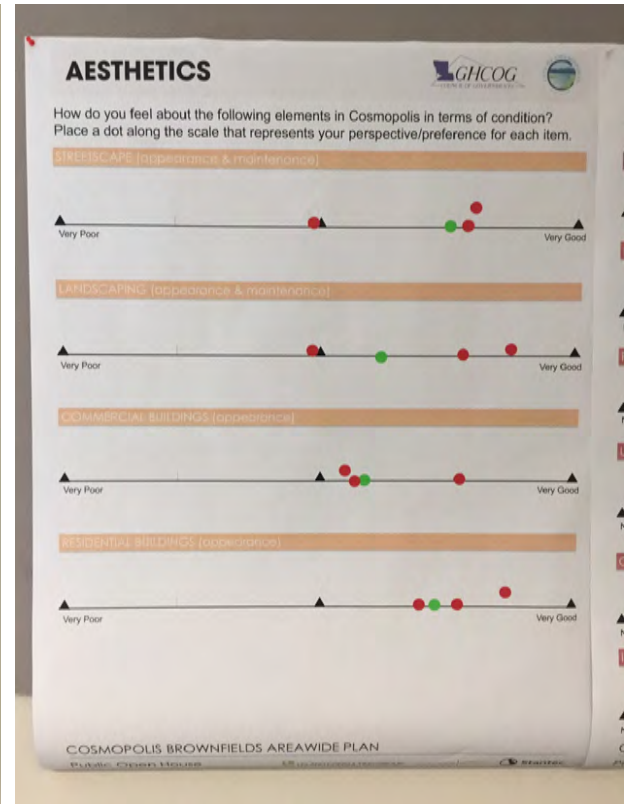 AESTHETICS
GHCOG
COUNCIL OF GOVERNMENTS
How do you feel about the following elements in Cosmopolis in terms of condition?
Place a dot along the scale that represents your perspective/preference for each item.
STREETSCAPE (appearance & maintenance)
Very Poor
Very Good
LANDSCAPING (appearance & maintenance)
Very Poor
Very Good
COMMERCIAL BUILDINGS (appearance)
Very Poor
Very Good
RESIDENTIAL BUILDINGS (appearance)
Very Poor
Very Good
COSMOPOLIS BROWNFIELDS AREAWIDE PLAN
Public Open House
Stantec